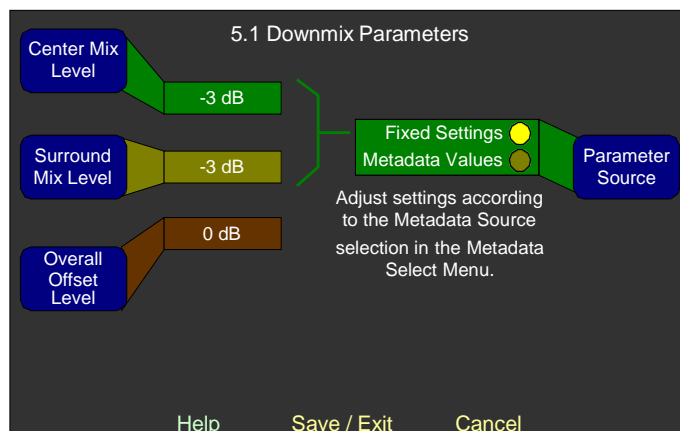 5.1 Downmix Parameters
Center Mix
Level
-3 dB
Surround
Mix Level
-3 dB
Overall
Offset
Level
0 dB
Fixed Settings
Metadata Values
Parameter
Source
Adjust settings according
to the Metadata Source
selection in the Metadata
Select Menu.
Help
Save / Exit
Cancel